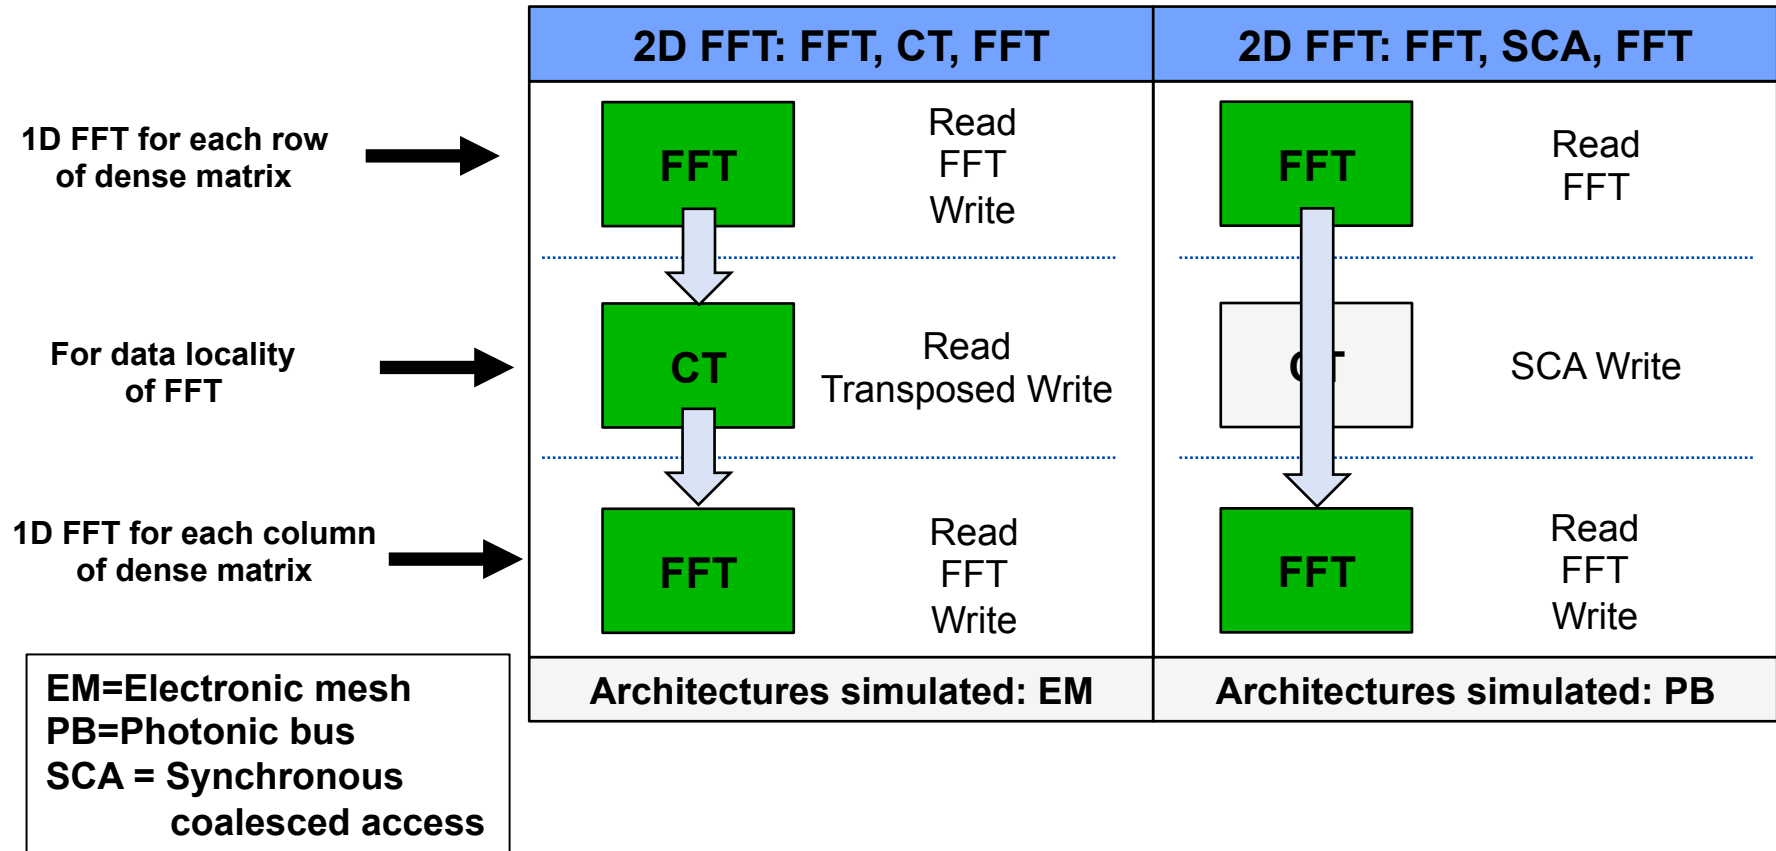 2D FFT: FFT, CT, FFT
2D FFT: FFT, SCA, FFT
1D FFT for each row
of dense matrix
FFT
Read
FFT
Write
FFT
Read
FFT
For data locality
of FFT
CT
Read
Transposed Write
CT
SCA Write
1D FFT for each column
of dense matrix
FFT
Read
FFT
Write
FFT
Read
FFT
Write
Architectures simulated: EM
Architectures simulated: PB
EM=Electronic mesh
PB=Photonic bus
SCA = Synchronous
coalesced access